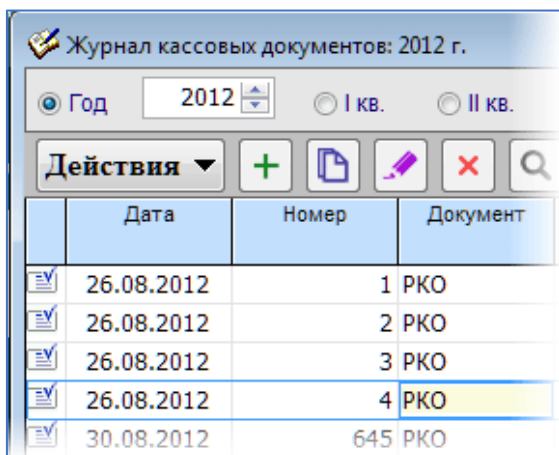 Журнал кассовых документов: 2012 г.
Год 2012 I кв. II кв.
Действия
Дата Номер Документ
26.08.2012 1 РКО
26.08.2012 2 РКО
26.08.2012 3 РКО
26.08.2012 4 РКО
30.08.2012 645 РКО